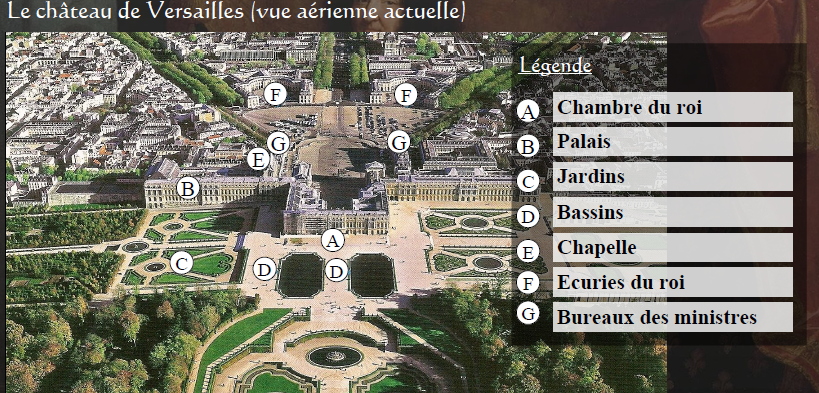 Le château de Versailles (vue aérienne actuelle)
Légende
A Chambre du roi
B Palais
C Jardins
D Bassins
E Chapelle
F Ecuries du roi
G Bureaux des ministres
F F
G G
E
B
A
C D D